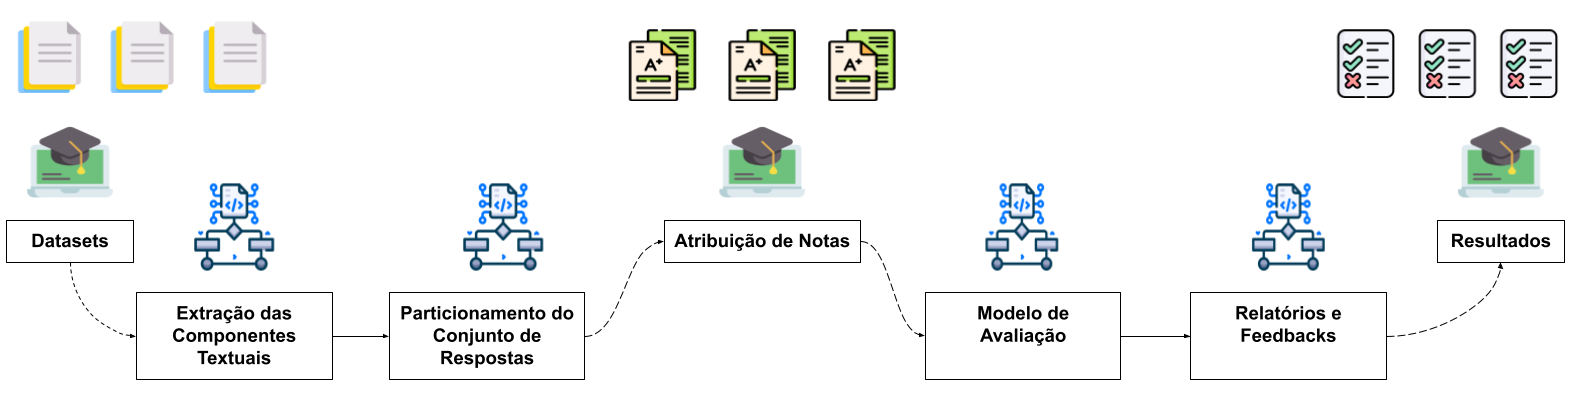 A+
A+
A+
</>
</>
</>
</>
Datasets
Atribuição de Notas
Resultados
Extração das
Componentes
Textuais
Particionamento do
Conjunto de
Respostas
Modelo de
Avaliação
Relatórios e
Feedbacks